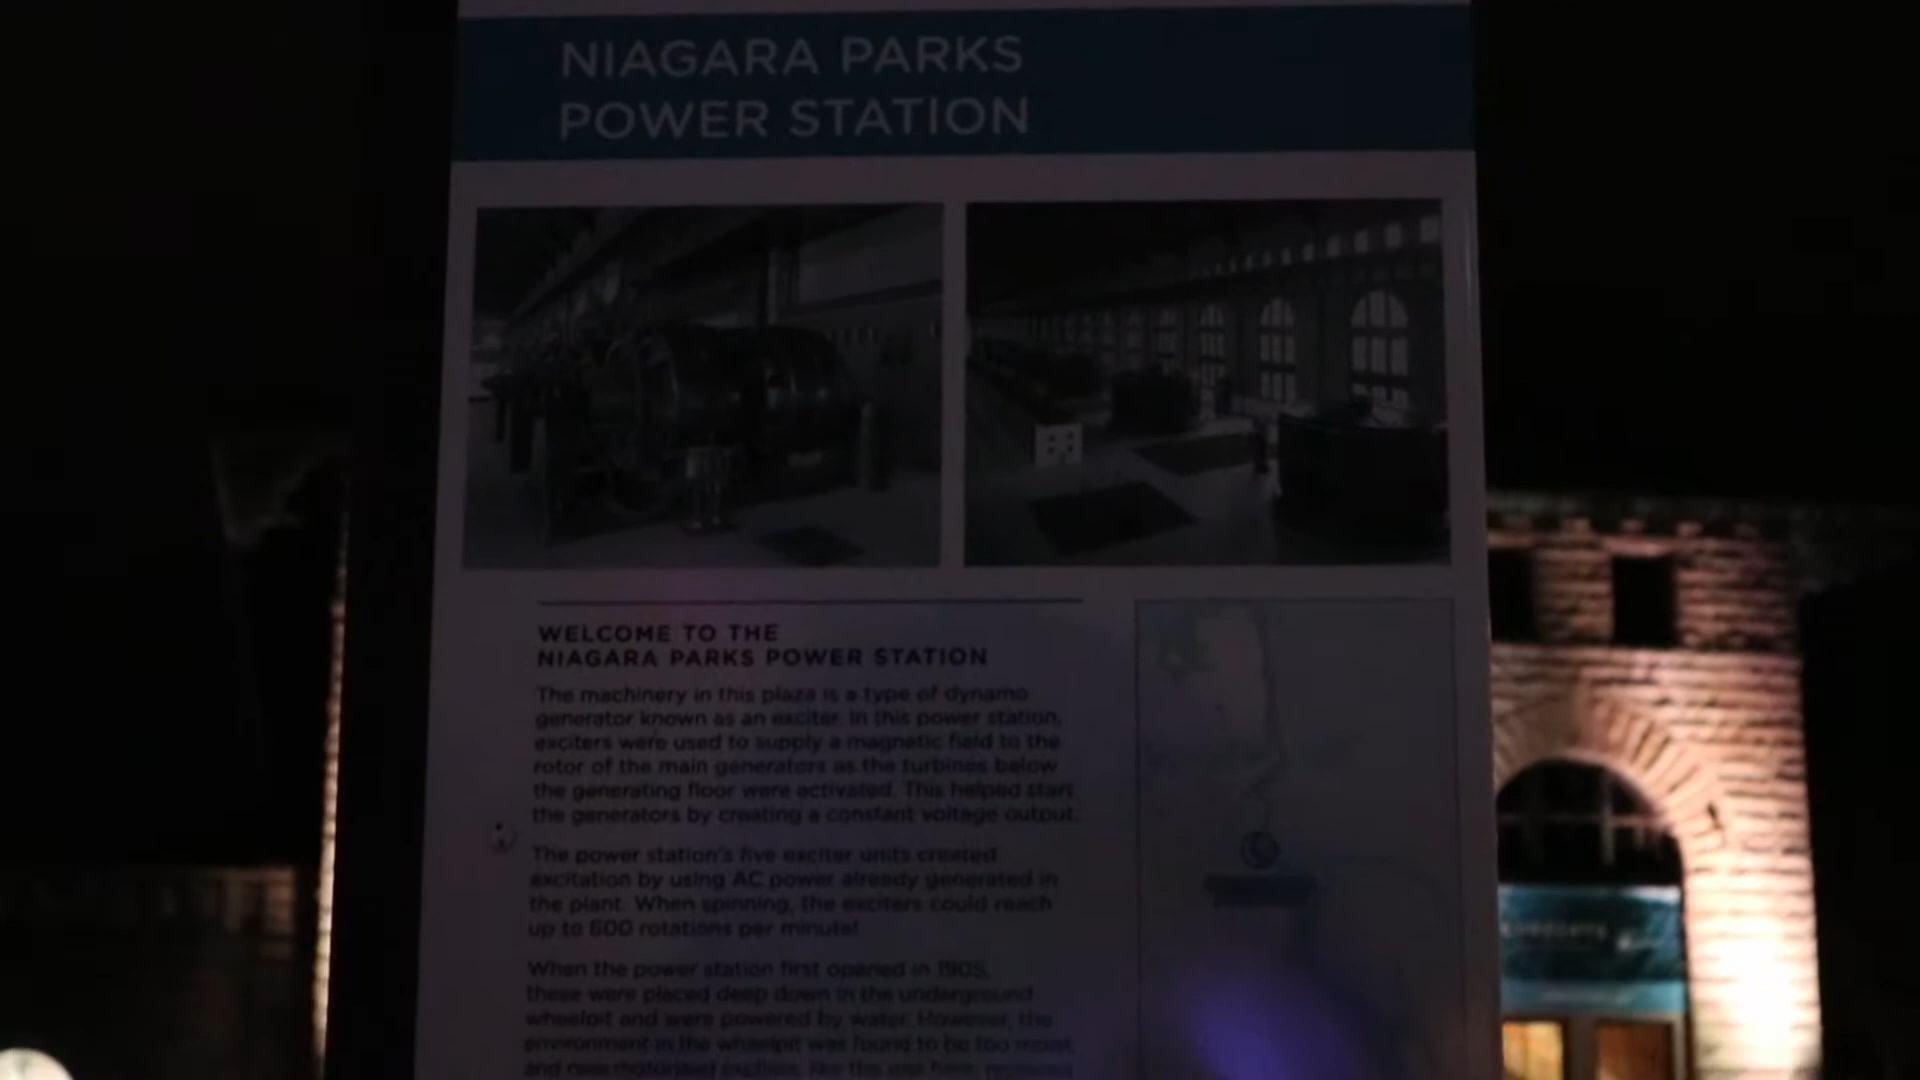 NIAGARA PARKS
POWER STATION
WELCOME TO THE
NIAGARA PARKS POWER STATION
The machinery in this plaza is a type of dynamo
generator known as an exciter. In this power station,
exciters were used to supply a magnetic field to the
rotor of the main generators as the turbines below
the generating floor were activated. This helped start
the generators by creating a constant voltage output.
The power station's five exciter units created
excitation by using AC power already generated in
the plant. When spinning, the exciters could reach
up to 600 rotations per minute!
When the power station first opened in 1905,
these were placed deep down in the underground
wheelpit and were powered by water. However, the
environment in the wheelpit was found to be too moist,
and new motorized exciters, like this one here,